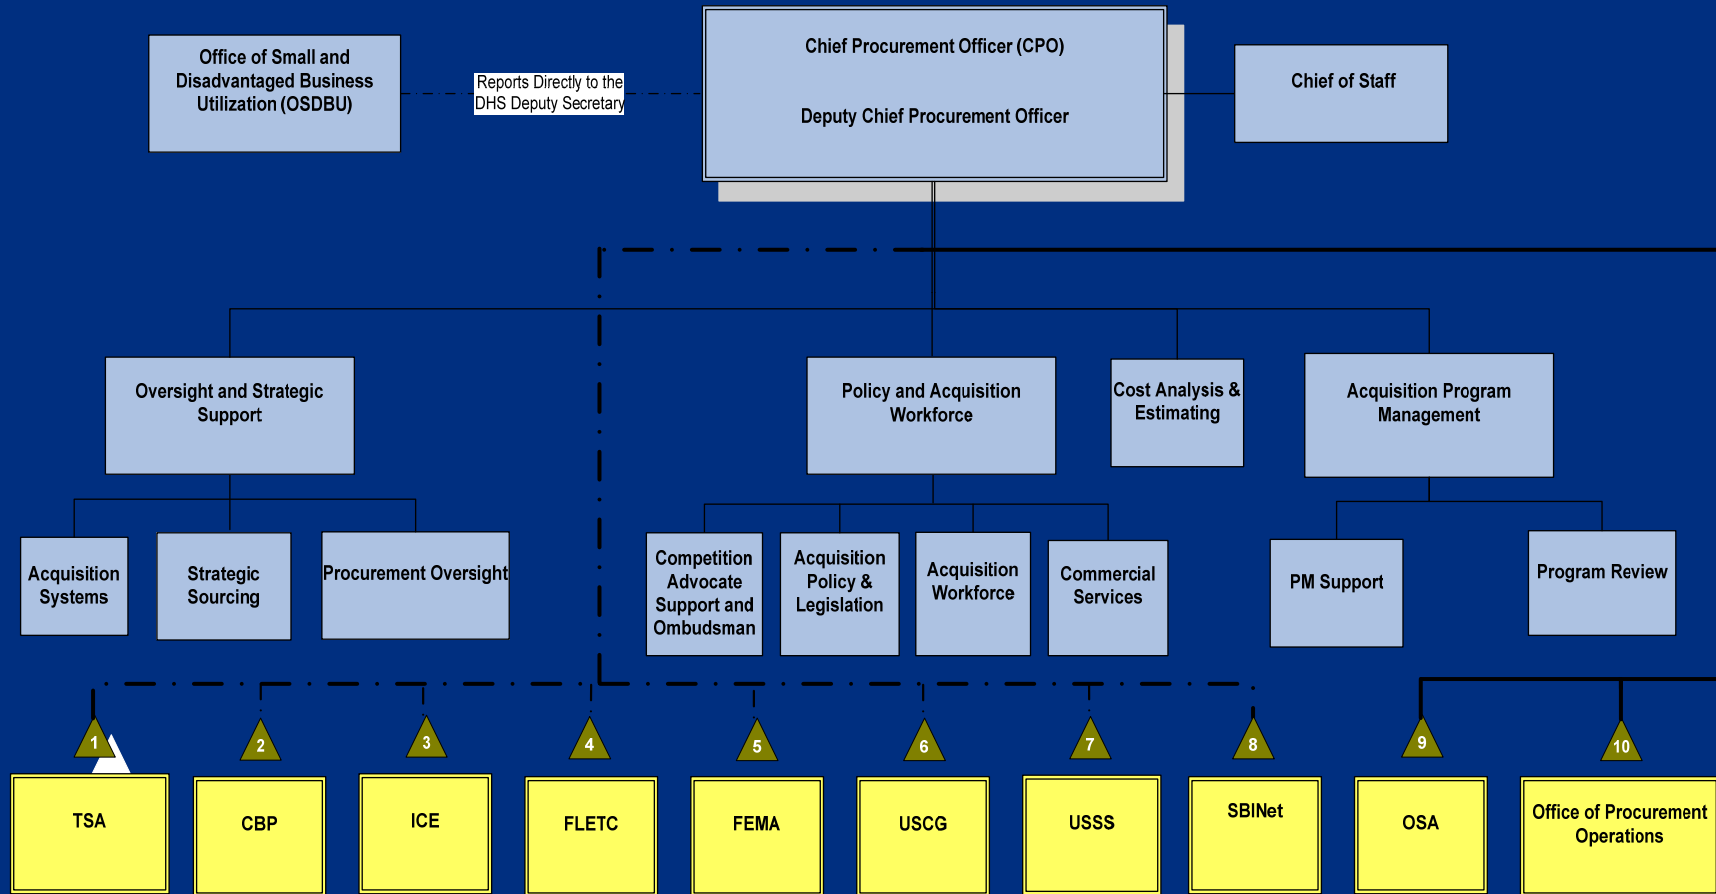 Office of Small and
Disadvantaged Business
Utilization (OSDBU)
Reports Directly to the
DHS Deputy Secretary
Chief Procurement Officer (CPO)
Deputy Chief Procurement Officer
Chief of Staff
Oversight and Strategic
Support
Policy and Acquisition
Workforce
Cost Analysis &
Estimating
Acquisition Program
Management
Acquisition
Systems
Strategic
Sourcing
Procurement Oversight
Competition
Advocate
Support and
Ombudsman
Acquisition
Policy &
Legislation
Acquisition
Workforce
Commercial
Services
PM Support
Program Review
1
2
3
4
5
6
7
8
9
10
TSA
CBP
ICE
FLETC
FEMA
USCG
USSS
SBINet
OSA
Office of Procurement
Operations